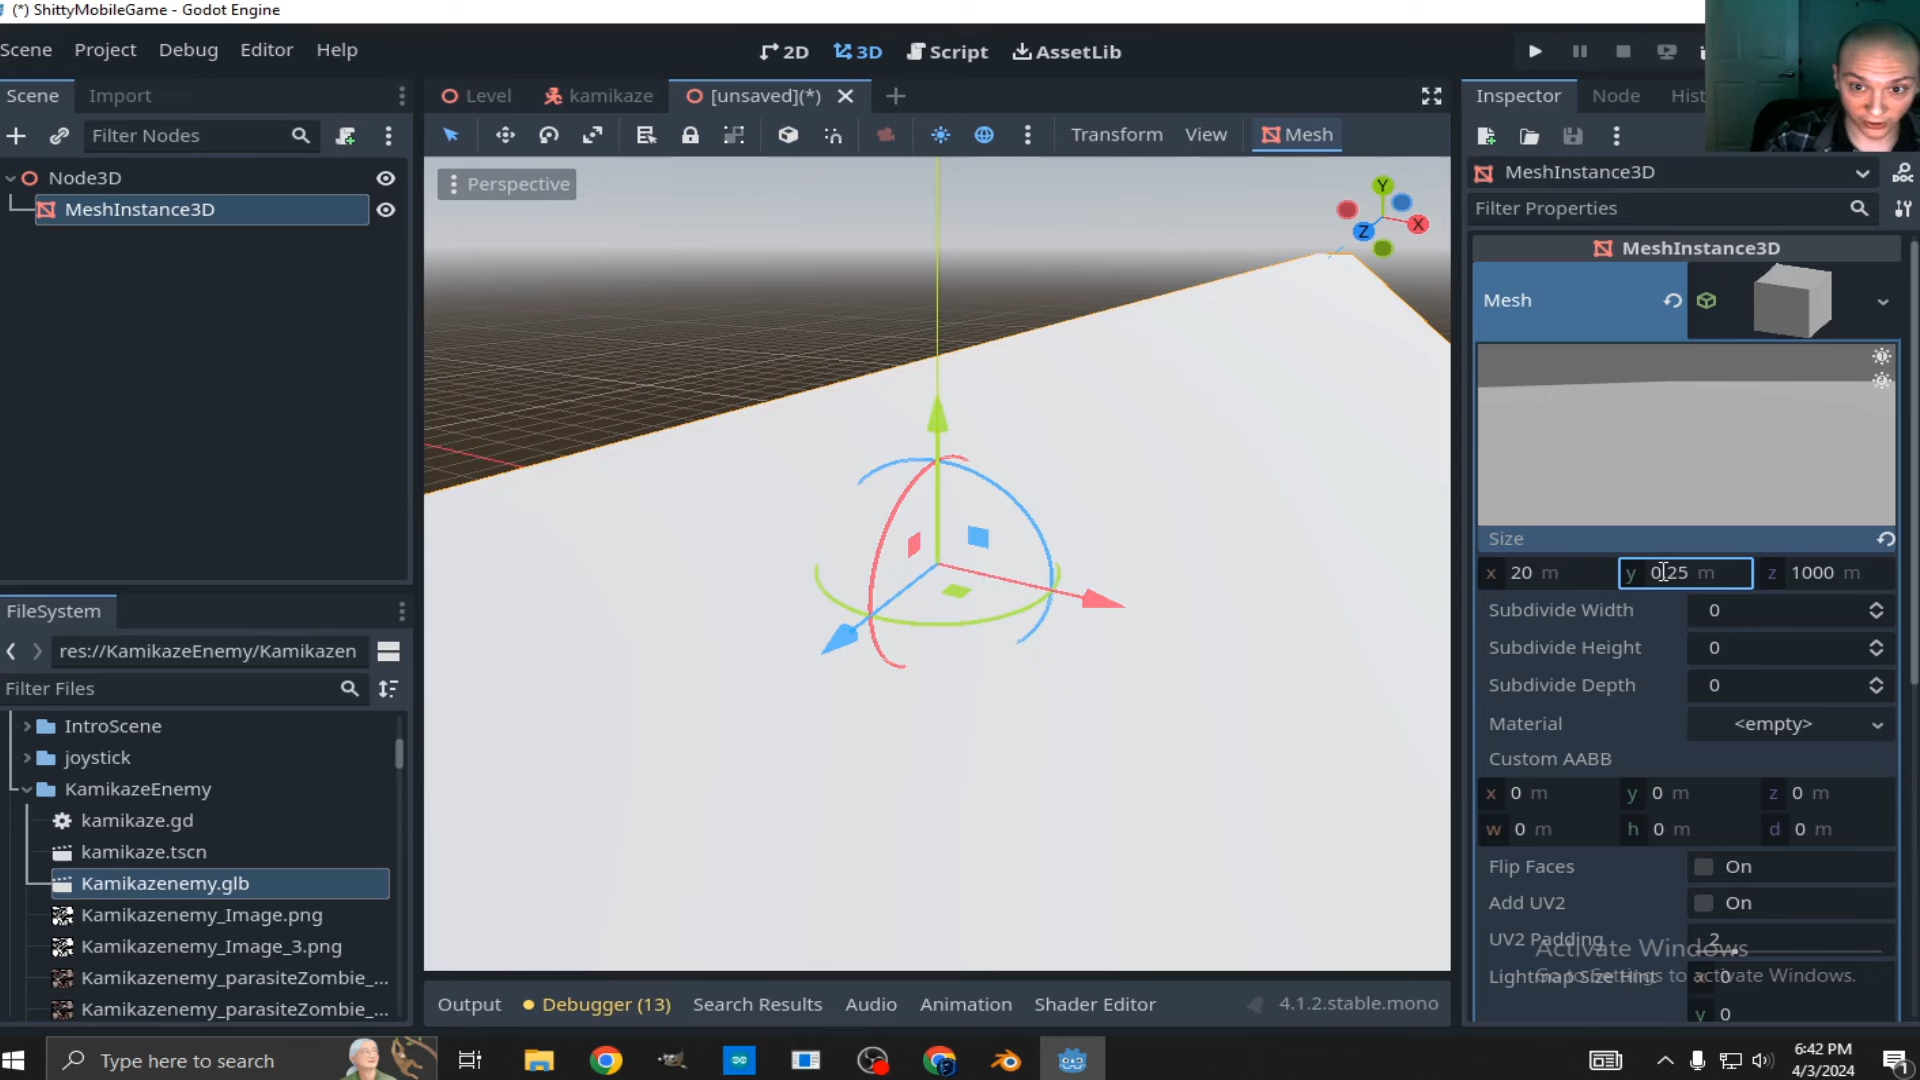 (*) ShittyMobileGame - Godot Engine
Scene Project Debug Editor Help
2D 3D Script AssetLib
Scene Import
Level kamikaze [unsaved](*)
Inspector Node
Filter Nodes
Transform View Mesh
Node3D
MeshInstance3D
Perspective
Y
X
Z
MeshInstance3D
DOC
Filter Properties
MeshInstance3D
Mesh
Size
x 20 m y 0.25 m z 1000 m
Subdivide Width 0
Subdivide Height 0
Subdivide Depth 0
Material <empty>
Custom AABB
x 0 m y 0 m z 0 m
w 0 m h 0 m d 0 m
Flip Faces On
Add UV2 On
UV2 Padding 2
Lightmap Size Hint x 0
y 0
Activate Windows
Go to Settings to activate Windows.
FileSystem
res://KamikazeEnemy/Kamikazen
Filter Files
IntroScene
joystick
KamikazeEnemy
kamikaze.gd
kamikaze.tscn
Kamikazenemy.glb
Kamikazenemy_Image.png
Kamikazenemy_Image_3.png
Kamikazenemy_parasiteZombie_...
Kamikazenemy_parasiteZombie_...
Output Debugger (13) Search Results Audio Animation Shader Editor 4.1.2.stable.mono
Type here to search
6:42 PM
4/3/2024
1